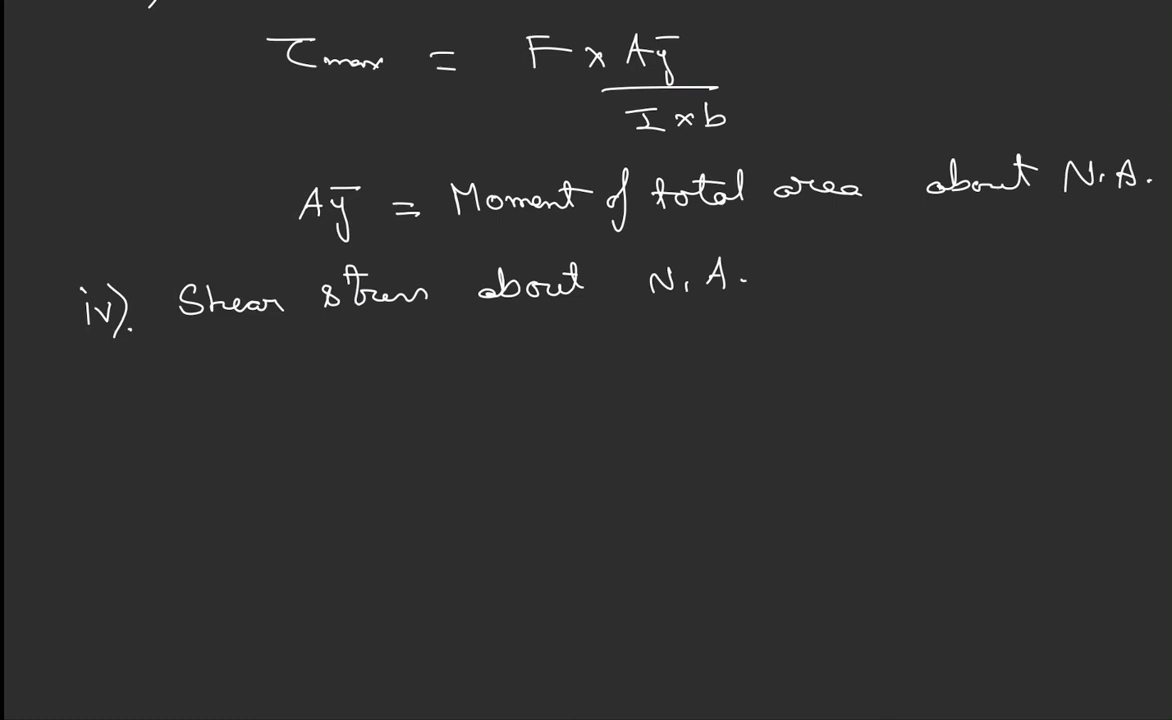 τmax = F × Aȳ
I × b
Aȳ = Moment of total area about N.A.
iv). Shear stress about N.A.